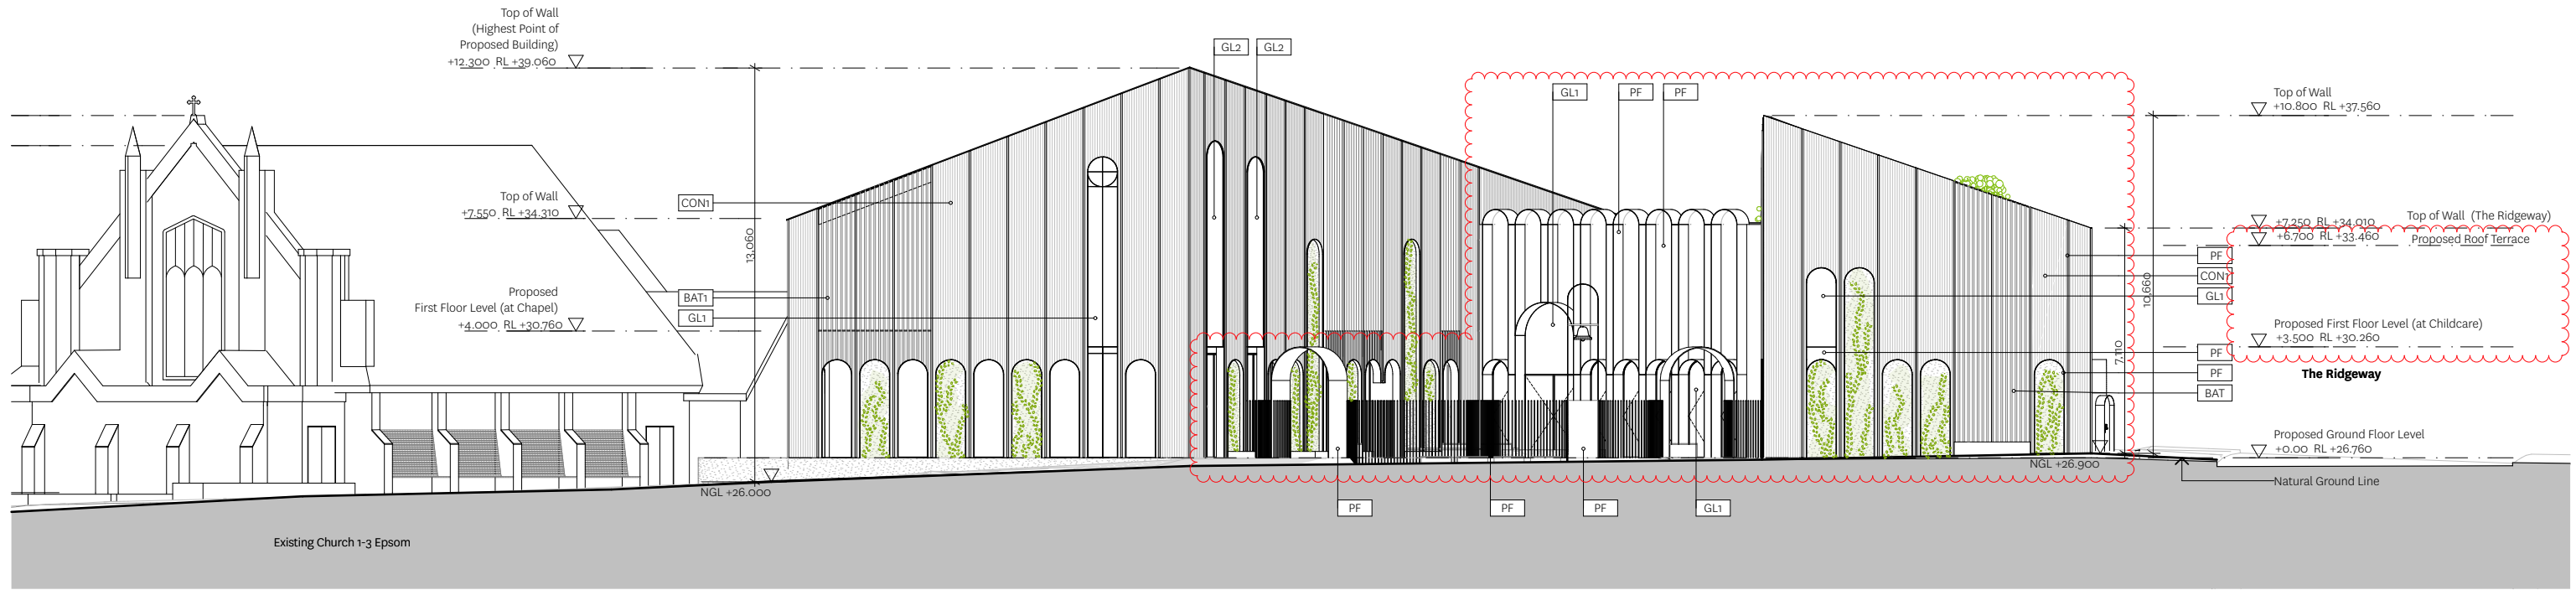 Top of Wall
(Highest Point of
Proposed Building)
+12.300 RL +39.060
Top of Wall
+7.550 RL +34.310
Proposed
First Floor Level (at Chapel)
+4.000 RL +30.760
13.060
CON1
BAT1
GL1
NGL +26.000
Existing Church 1-3 Epsom
GL2
GL2
GL1
PF
PF
PF
PF
PF
GL1
Top of Wall
+10.800 RL +37.560
+7.250 RL +34.010
Top of Wall (The Ridgeway)
+6.700 RL +33.460
Proposed Roof Terrace
PF
CON1
GL1
10.660
7.110
Proposed First Floor Level (at Childcare)
+3.500 RL +30.260
PF
PF
BAT
The Ridgeway
Proposed Ground Floor Level
+0.00 RL +26.760
NGL +26.900
Natural Ground Line